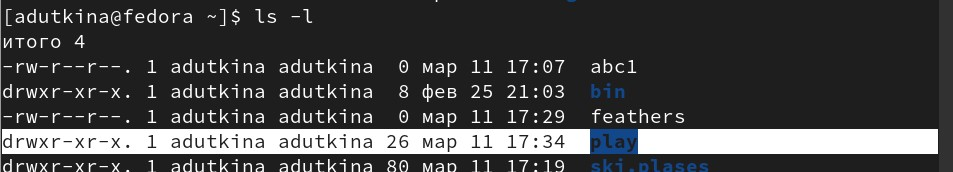 [adutkina@fedora ~]$ ls -l
итого 4
-rw-r--r--. 1 adutkina adutkina  0 мар 11 17:07  abc1
drwxr-xr-x. 1 adutkina adutkina  8 фев 25 21:03  bin
-rw-r--r--. 1 adutkina adutkina  0 мар 11 17:29  feathers
drwxr-xr-x. 1 adutkina adutkina 26 мар 11 17:34  play
drwxr-xr-x. 1 adutkina adutkina 80 мар 11 17:19  ski.plases